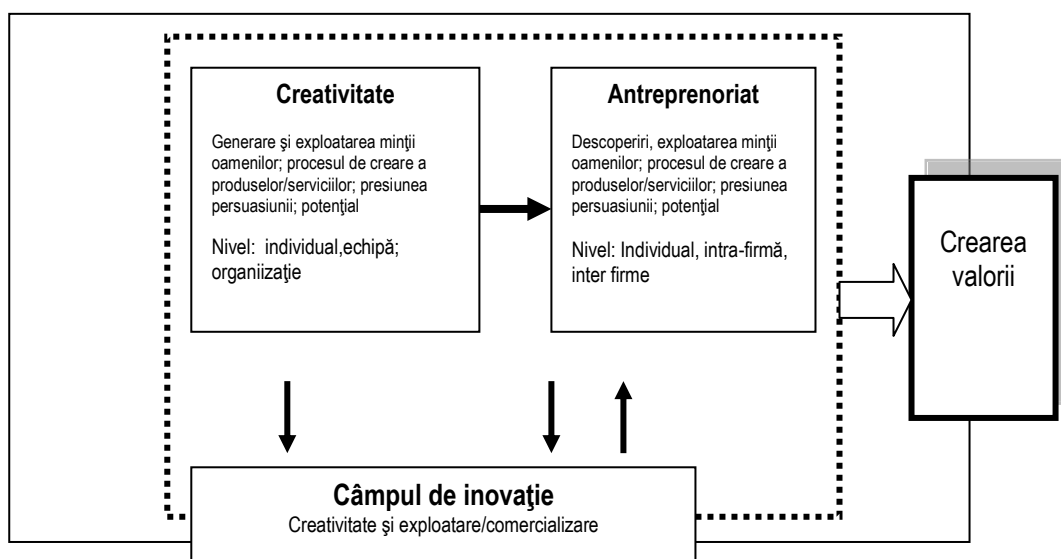 Creativitate
Generare şi exploatarea minţii
oamenilor; procesul de creare a
produselor/serviciilor; presiunea
persuasiunii; potenţial
Nivel: individual,echipă;
organiizaţie
Antreprenoriat
Descoperiri, exploatarea minţii
oamenilor; procesul de creare a
produselor/serviciilor; presiunea
persuasiunii; potenţial
Nivel: Individual, intra-firmă,
inter firme
Crearea
valorii
Câmpul de inovaţie
Creativitate şi exploatare/comercializare